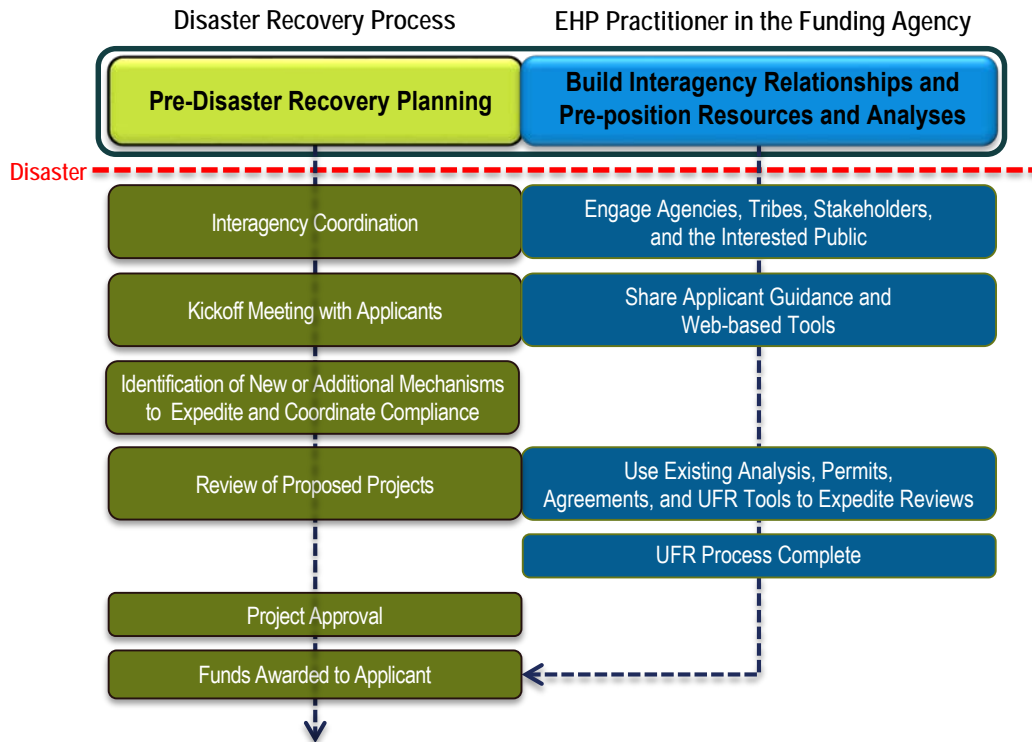 Disaster Recovery Process
EHP Practitioner in the Funding Agency
Pre-Disaster Recovery Planning
Build Interagency Relationships and
Pre-position Resources and Analyses
Disaster
Interagency Coordination
Engage Agencies, Tribes, Stakeholders,
and the Interested Public
Kickoff Meeting with Applicants
Share Applicant Guidance and
Web-based Tools
Identification of New or Additional Mechanisms
to Expedite and Coordinate Compliance
Review of Proposed Projects
Use Existing Analysis, Permits,
Agreements, and UFR Tools to Expedite Reviews
UFR Process Complete
Project Approval
Funds Awarded to Applicant